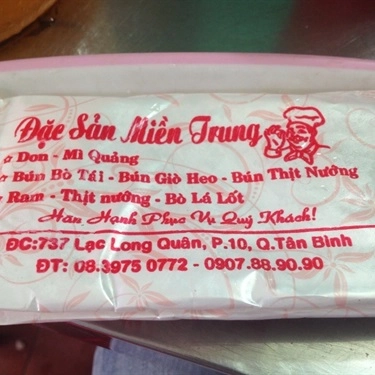 Đặc Sản Miền Trung
Don - Mì Quảng
Bún Bò Tái - Bún Giò Heo - Bún Thịt Nướng
Ram - Thịt nướng - Bò Lá Lốt
Hân Hạnh Phục Vụ Quý Khách!
ĐC:737 Lạc Long Quân, P.10, Q.Tân Bình
ĐT: 08.3975 0772 - 0907.88.90.90